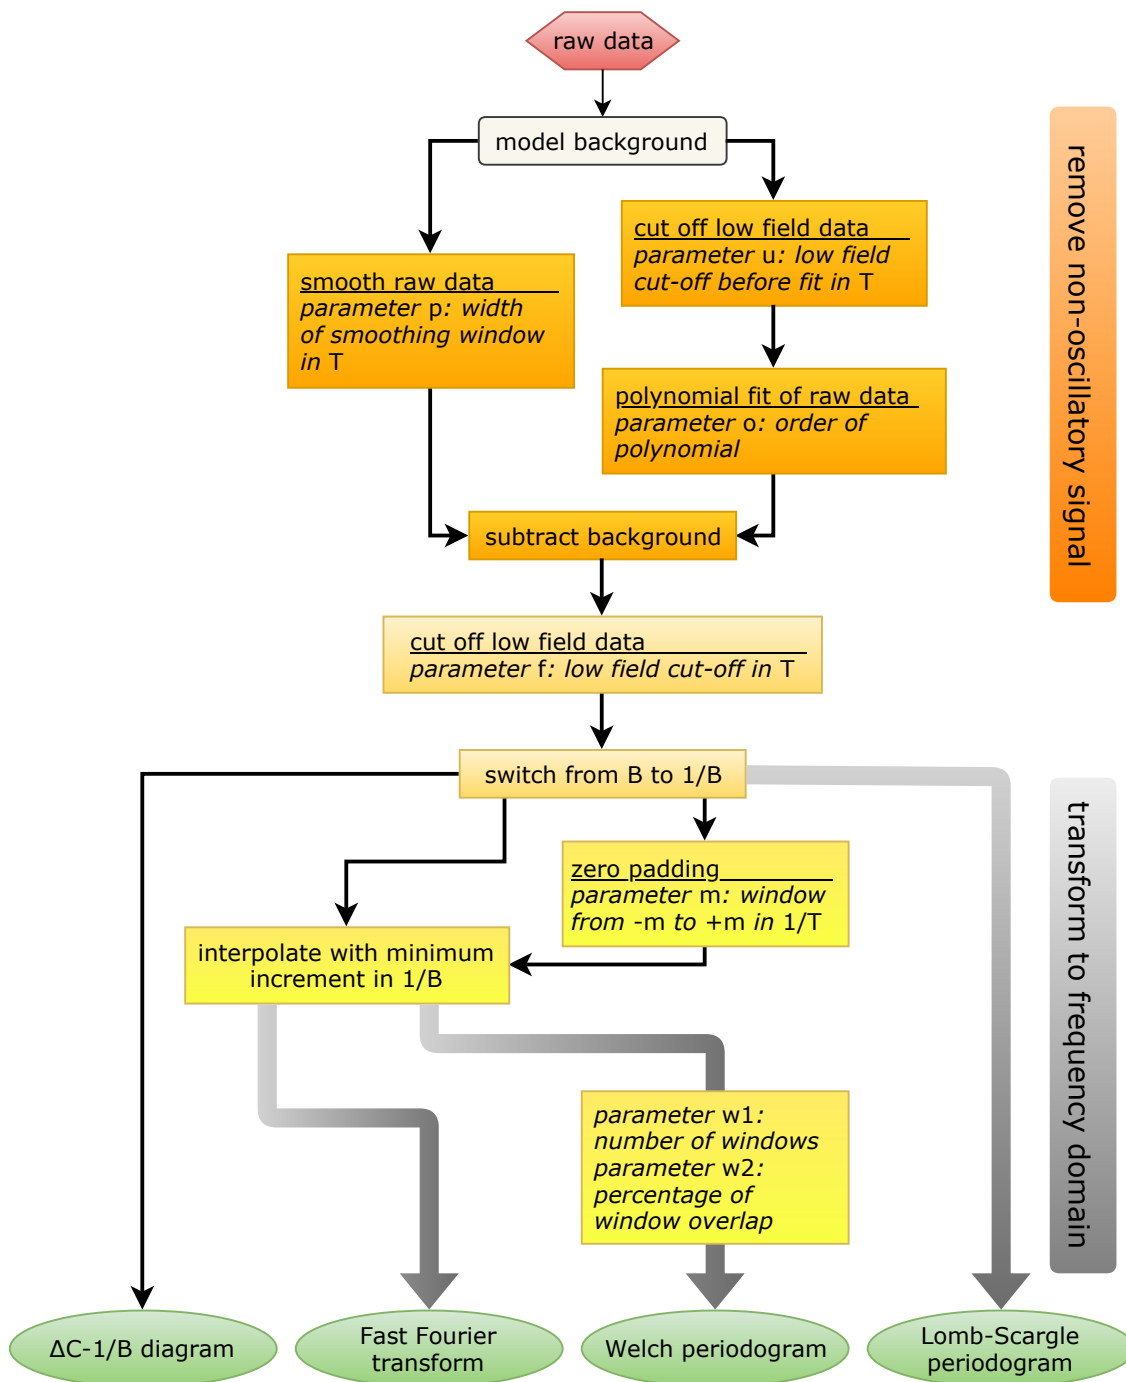 raw data
model background
remove non-oscillatory signal
cut off low field data
parameter u: low field
cut-off before fit in T
smooth raw data
parameter p: width
of smoothing window
in T
polynomial fit of raw data
parameter o: order of
polynomial
subtract background
cut off low field data
parameter f: low field cut-off in T
switch from B to 1/B
transform to frequency domain
zero padding
parameter m: window
from -m to +m in 1/T
interpolate with minimum
increment in 1/B
parameter w1:
number of windows
parameter w2:
percentage of
window overlap
ΔC-1/B diagram
Fast Fourier
transform
Welch periodogram
Lomb-Scargle
periodogram